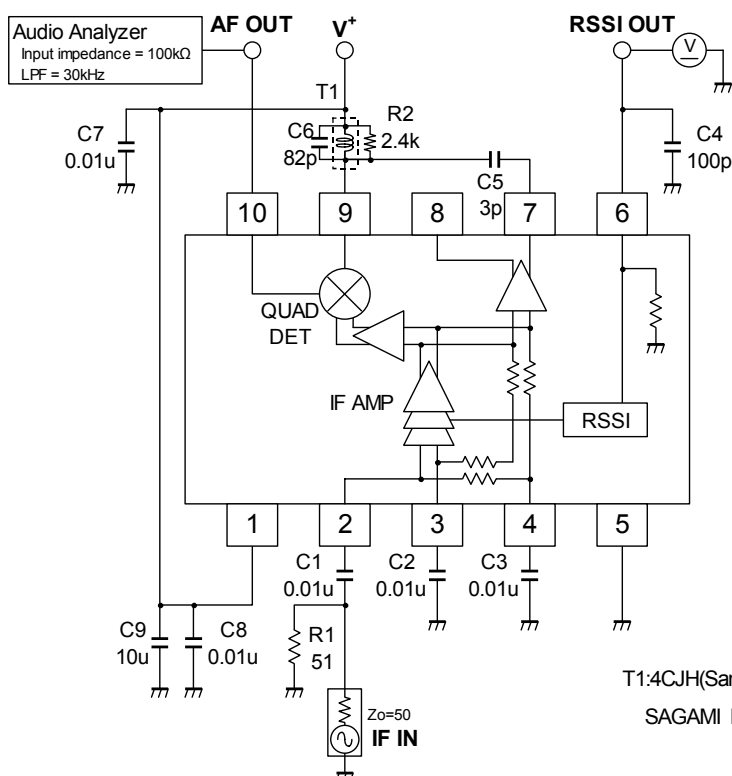 Audio Analyzer
Input impedance = 100kΩ
LPF = 30kHz
AF OUT
V+
RSSI OUT
V
T1
C7
0.01u
C6
82p
R2
2.4k
C5
3p
C4
100p
10
9
8
7
6
QUAD
DET
IF AMP
RSSI
1
2
3
4
5
C1
0.01u
C2
0.01u
C3
0.01u
C9
10u
C8
0.01u
R1
51
Zo=50
IF IN
T1:4CJH(
SAGAMI